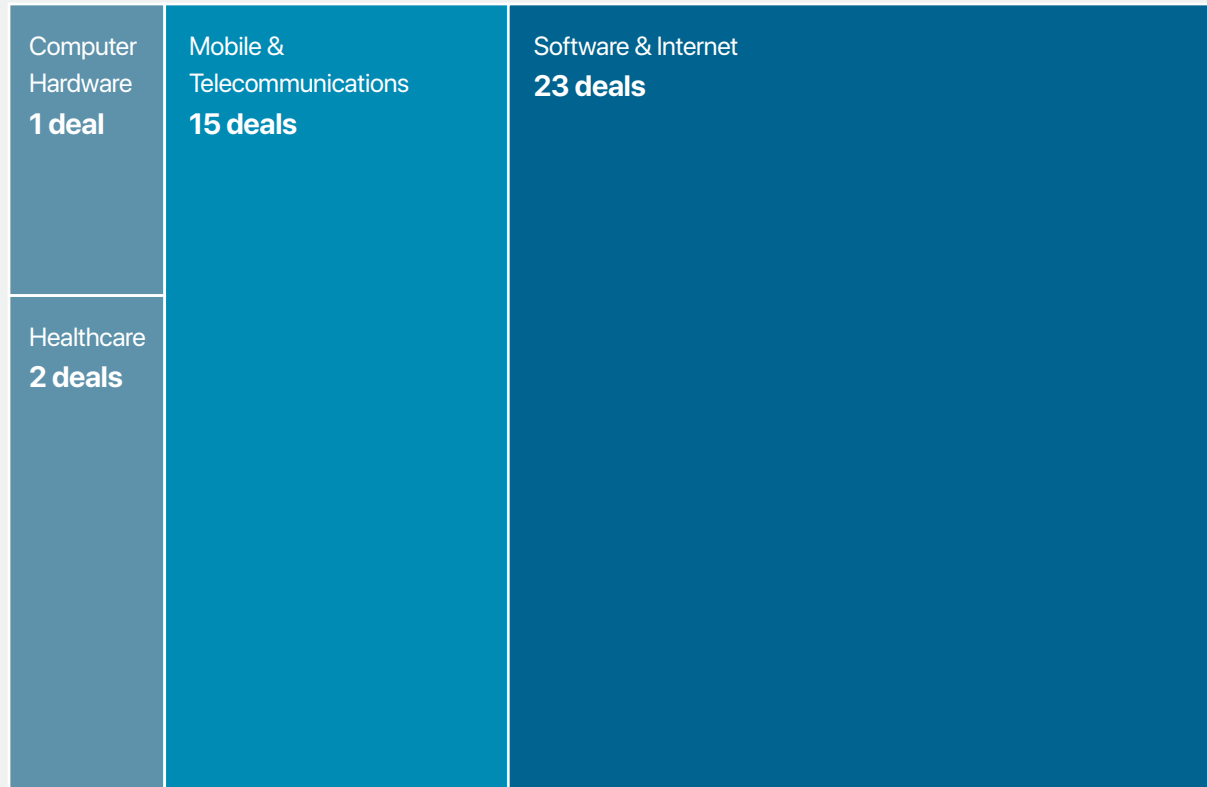 Computer
Hardware
1 deal
Mobile &
Telecommunications
15 deals
Software & Internet
23 deals
Healthcare
2 deals